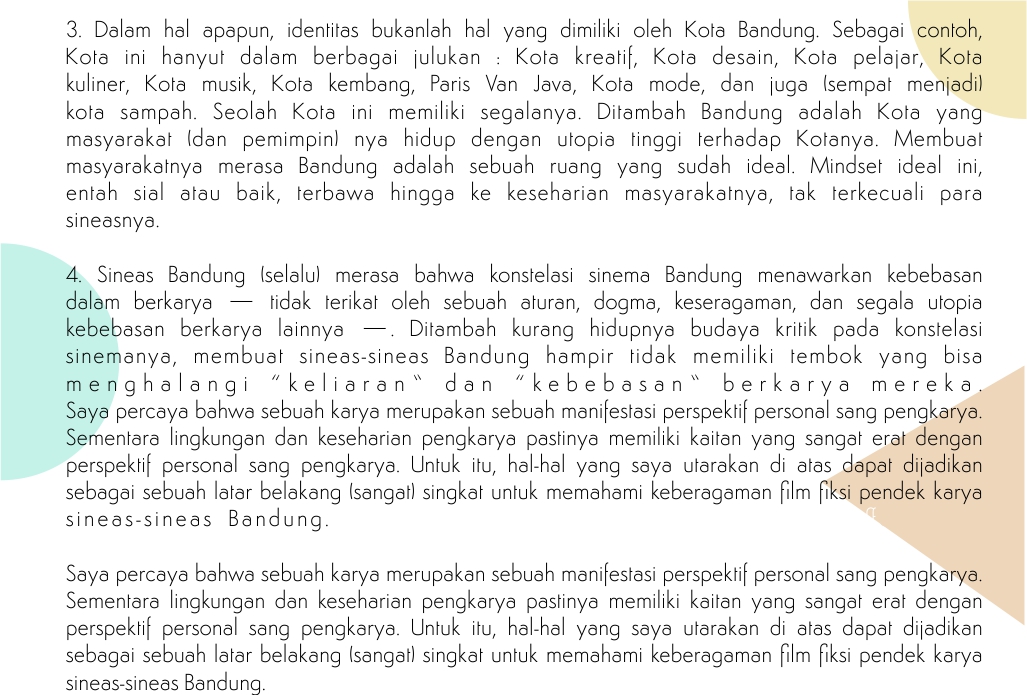 3. Dalam hal apapun, identitas bukanlah hal yang dimiliki oleh Kota Bandung. Sebagai contoh,
Kota ini hanyut dalam berbagai julukan : Kota kreatif, Kota desain, Kota pelajar, Kota
kuliner, Kota musik, Kota kembang, Paris Van Java, Kota mode, dan juga (sempat menjadi)
kota sampah. Seolah Kota ini memiliki segalanya. Ditambah Bandung adalah Kota yang
masyarakat (dan pemimpin) nya hidup dengan utopia tinggi terhadap Kotanya. Membuat
masyarakatnya merasa Bandung adalah sebuah ruang yang sudah ideal. Mindset ideal ini,
entah sial atau baik, terbawa hingga ke keseharian masyarakatnya, tak terkecuali para
sineasnya.
4. Sineas Bandung (selalu) merasa bahwa konstelasi sinema Bandung menawarkan kebebasan
dalam berkarya — tidak terikat oleh sebuah aturan, dogma, keseragaman, dan segala utopia
kebebasan berkarya lainnya —. Ditambah kurang hidupnya budaya kritik pada konstelasi
sinemanya, membuat sineas-sineas Bandung hampir tidak memiliki tembok yang bisa
menghalangi “keliaran“ dan “kebebasan“ berkarya mereka.
Saya percaya bahwa sebuah karya merupakan sebuah manifestasi perspektif personal sang pengkarya.
Sementara lingkungan dan keseharian pengkarya pastinya memiliki kaitan yang sangat erat dengan
perspektif personal sang pengkarya. Untuk itu, hal-hal yang saya utarakan di atas dapat dijadikan
sebagai sebuah latar belakang (sangat) singkat untuk memahami keberagaman film fiksi pendek karya
sineas-sineas Bandung.
g
Saya percaya bahwa sebuah karya merupakan sebuah manifestasi perspektif personal sang pengkarya.
Sementara lingkungan dan keseharian pengkarya pastinya memiliki kaitan yang sangat erat dengan
perspektif personal sang pengkarya. Untuk itu, hal-hal yang saya utarakan di atas dapat dijadikan
sebagai sebuah latar belakang (sangat) singkat untuk memahami keberagaman film fiksi pendek karya
sineas-sineas Bandung.